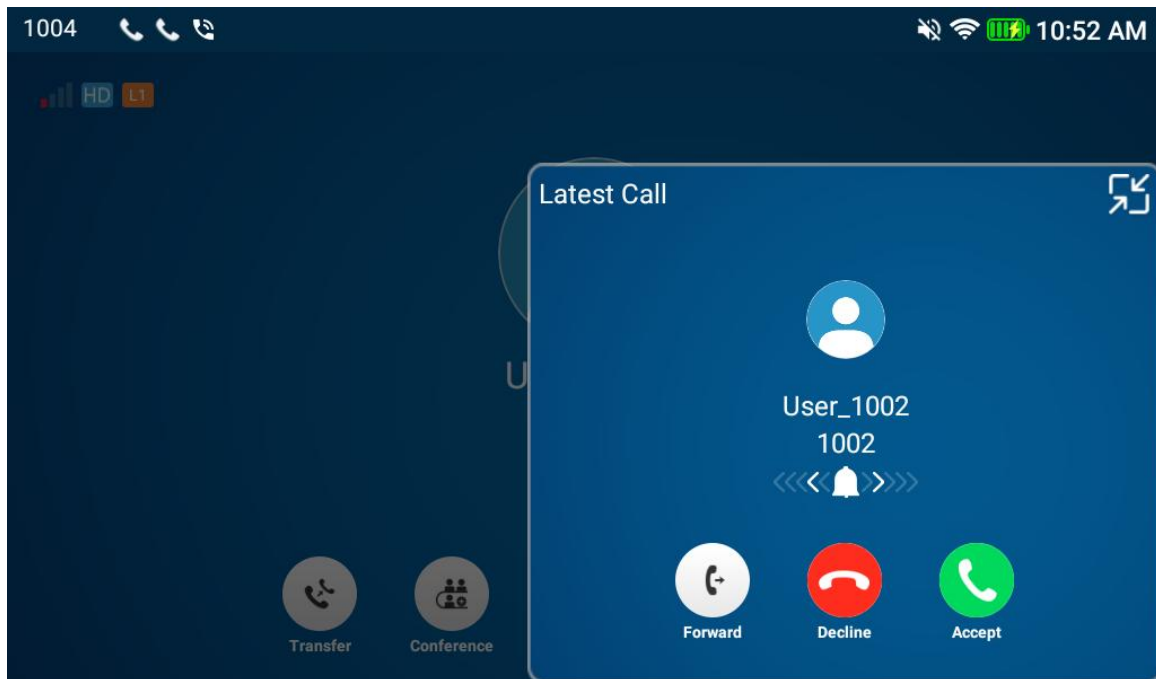 1004
10:52 AM
HD L1
Latest Call
User_1002
1002
U
Transfer
Conference
Forward
Decline
Accept